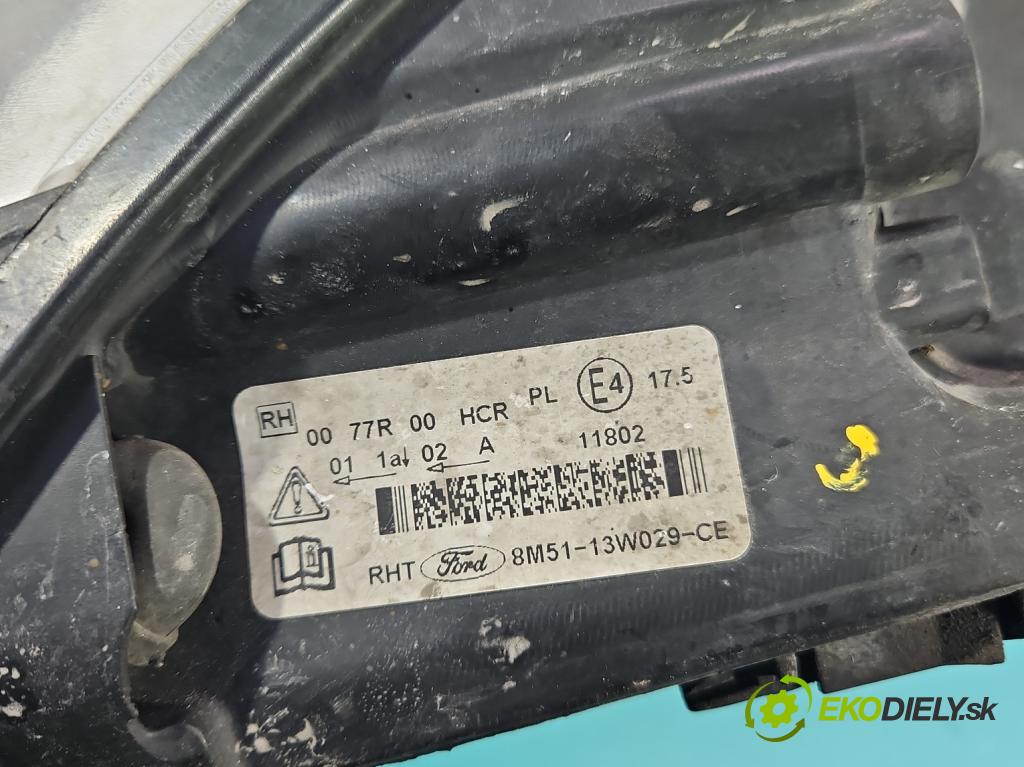 RH 00 77R 00 HCR PL E4 17.5
01 1a 02 A 11802
RHT Ford 8M51-13W029-CE
EKODIELY.sk